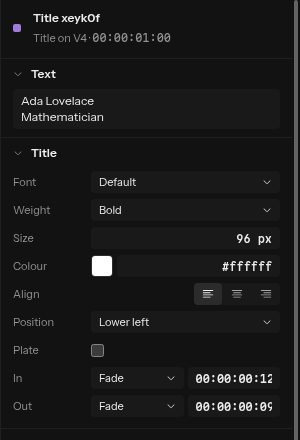 Title xeyk0f
Title on V4·00:00:01:00
Text
Ada Lovelace
Mathematician
Title
Font Default
Weight Bold
Size 96 px
Colour #ffffff
Align
Position Lower left
Plate
In Fade 00:00:00:12
Out Fade 00:00:00:09